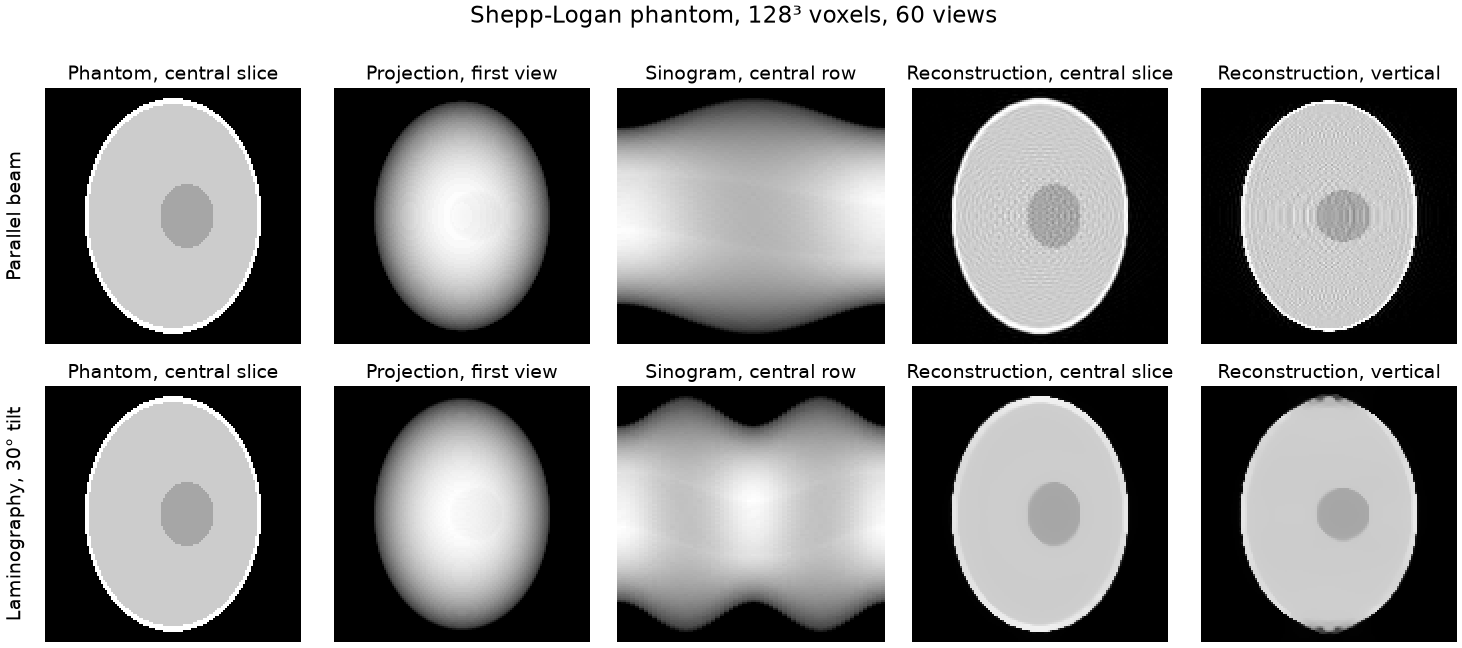 Shepp-Logan phantom, 128³ voxels, 60 views
Phantom, central slice
Projection, first view
Sinogram, central row
Reconstruction, central slice
Reconstruction, vertical
Parallel beam
Phantom, central slice
Projection, first view
Sinogram, central row
Reconstruction, central slice
Reconstruction, vertical
Laminography, 30° tilt